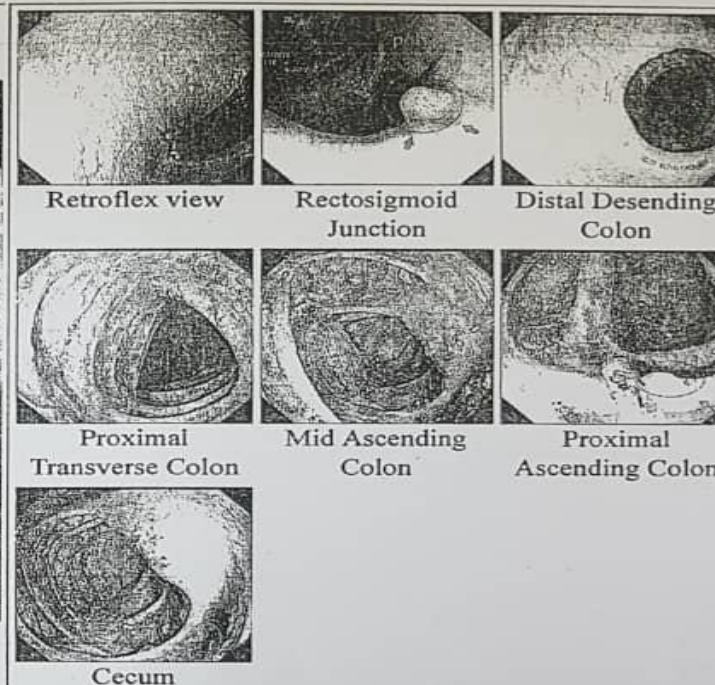 Retroflex view
Rectosigmoid
Junction
Distal Desending
Colon
Proximal
Transverse Colon
Mid Ascending
Colon
Proximal
Ascending Colon
Cecum